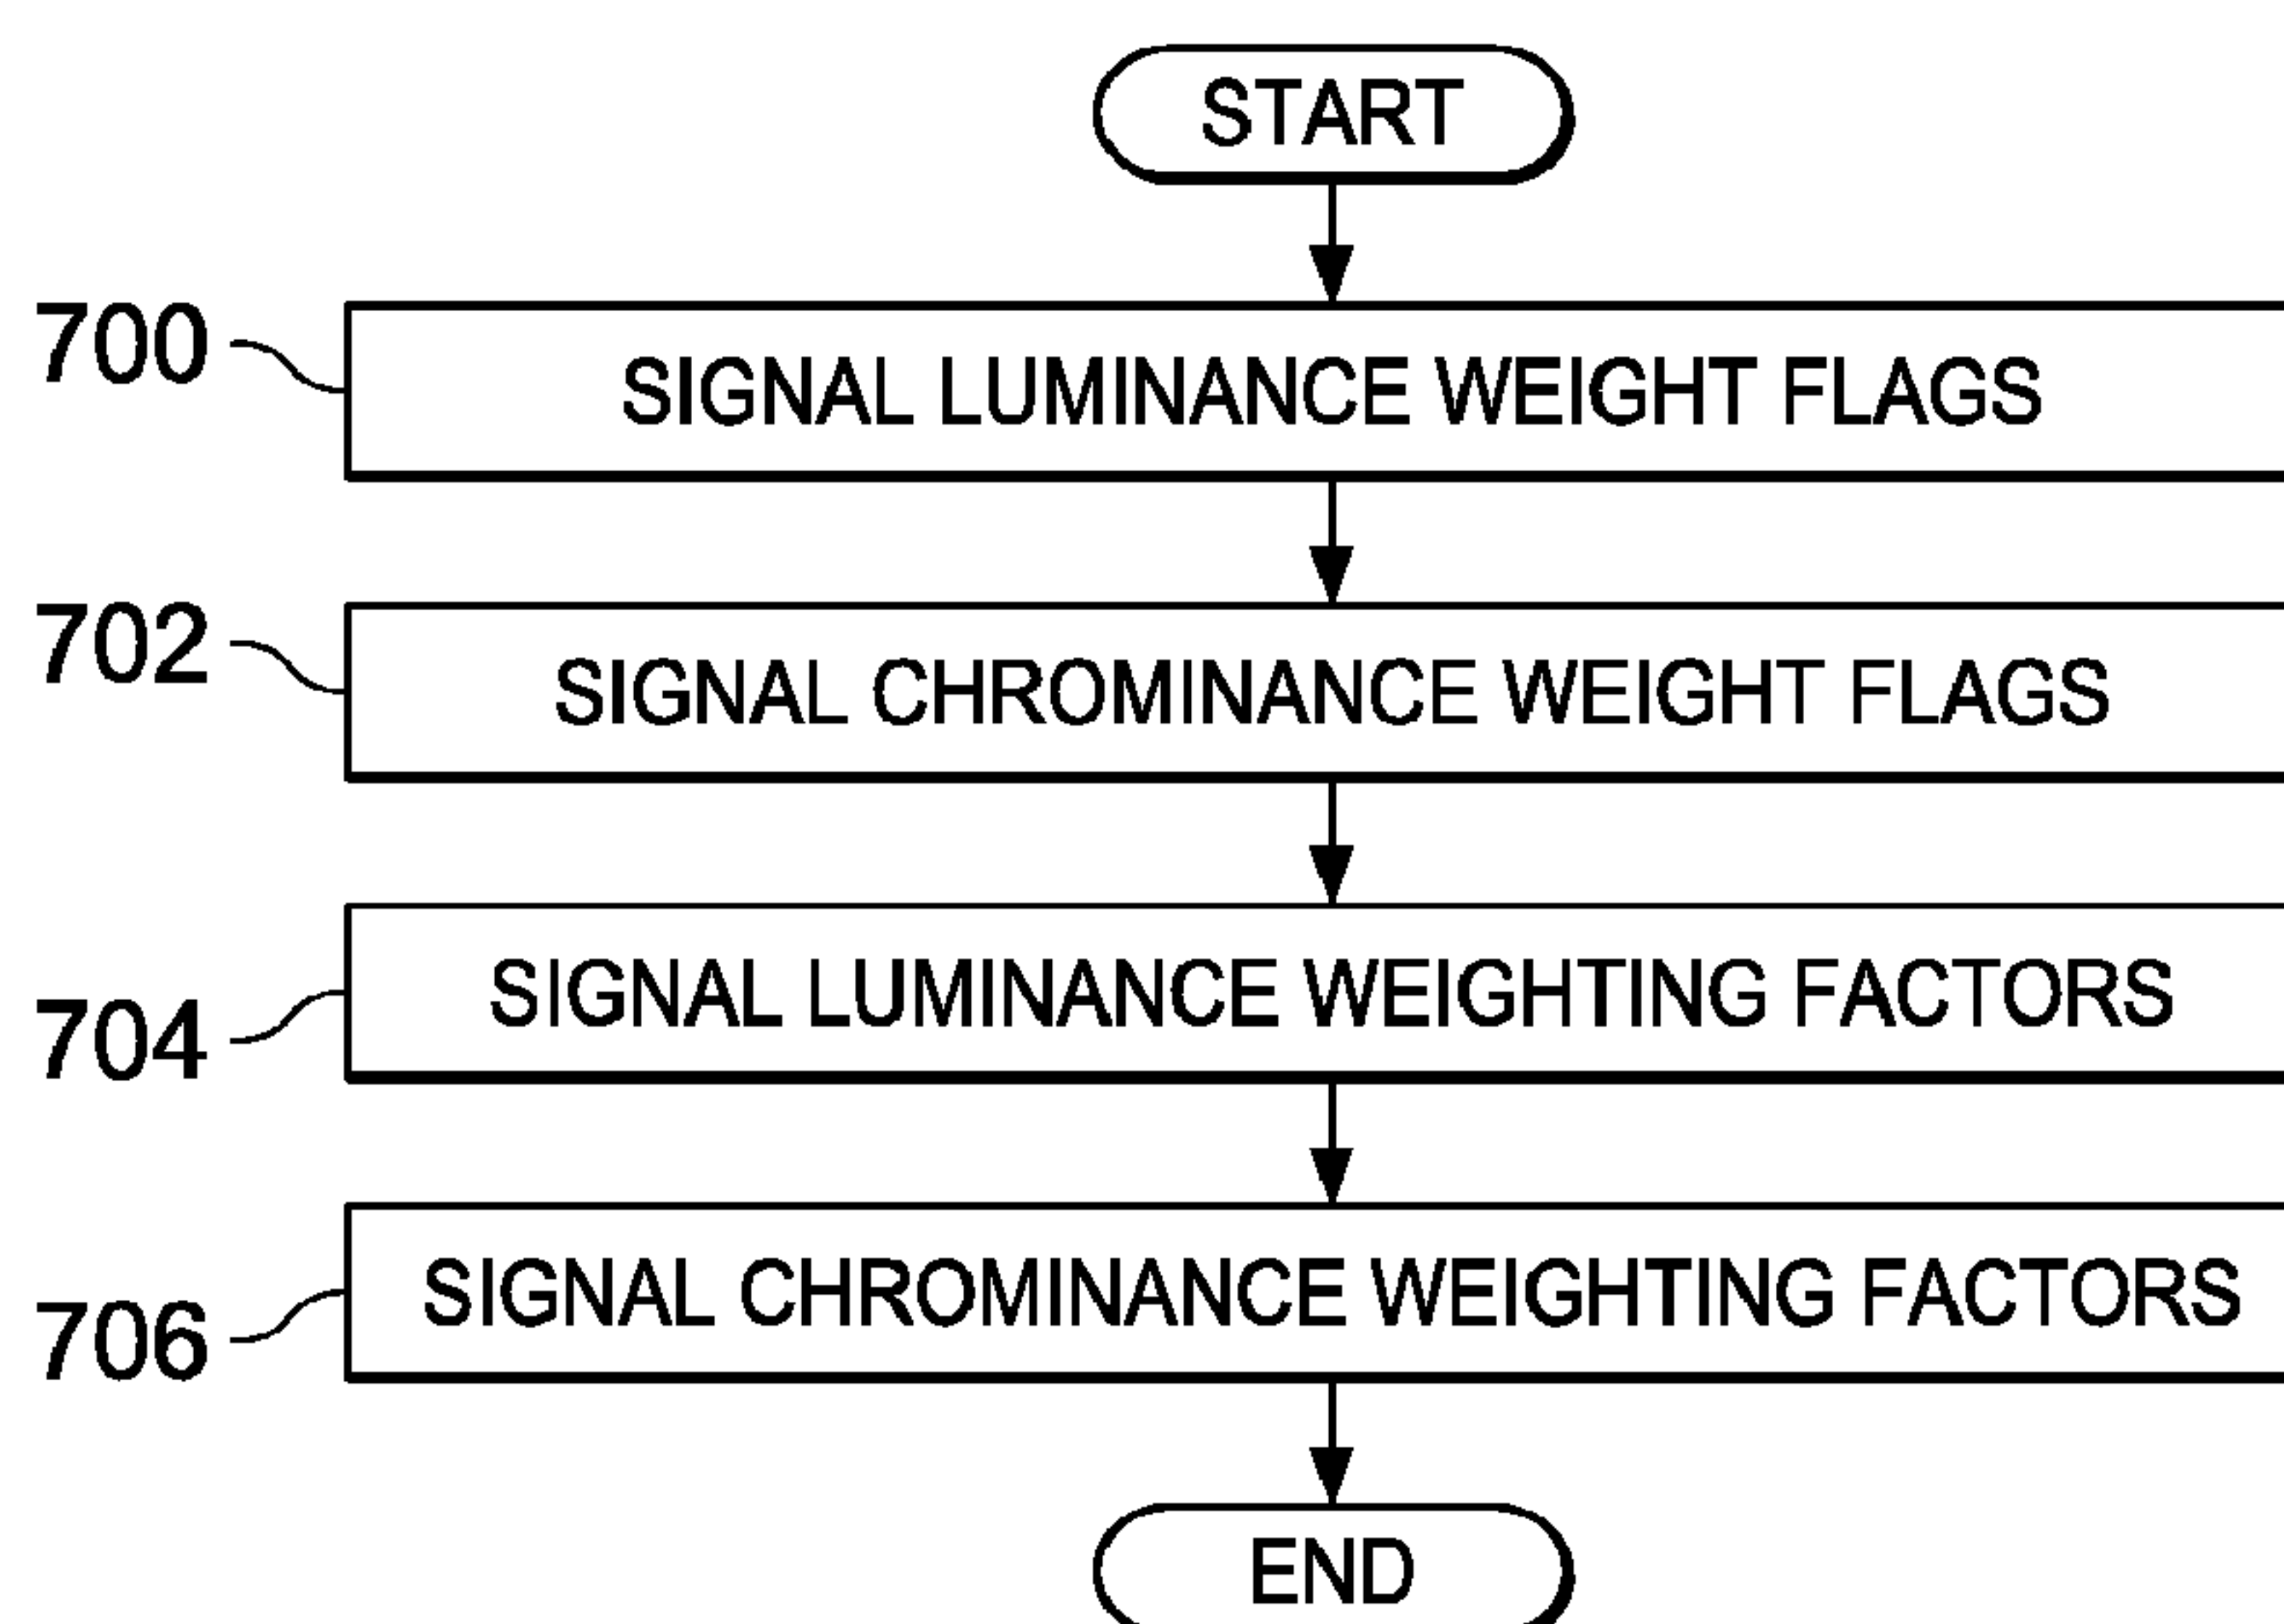 START
700
SIGNAL LUMINANCE WEIGHT FLAGS
702
SIGNAL CHROMINANCE WEIGHT FLAGS
704
SIGNAL LUMINANCE WEIGHTING FACTORS
706
SIGNAL CHROMINANCE WEIGHTING FACTORS
END